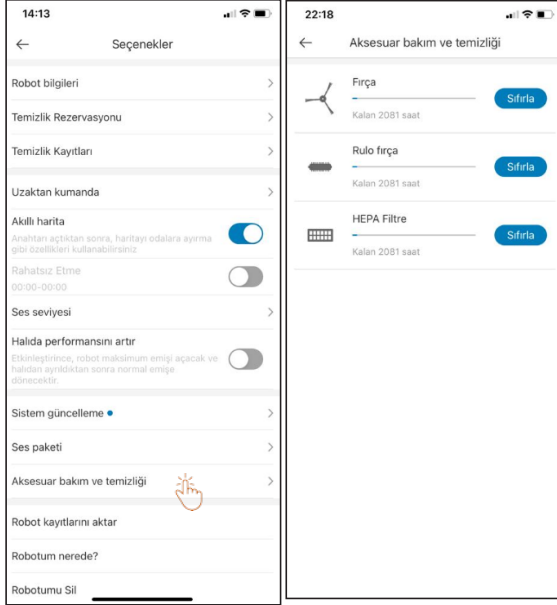 14:13
Seçenekler
Robot bilgileri
Temizlik Rezervasyonu
Temizlik Kayıtları
Uzaktan kumanda
Akıllı harita
Anahtarı açtıktan sonra, haritayı odalara ayırma
gibi özellikleri kullanabilirsiniz
Rahatsız Etme
00:00-00:00
Ses seviyesi
Halıda performansını artır
Etkinleştirince, robot maksimum emişi açacak ve
halıdan ayrıldıktan sonra normal emişe
dönecektir.
Sistem güncelleme
Ses paketi
Aksesuar bakım ve temizliği
Robot kayıtlarını aktar
Robotum nerede?
Robotumu Sil
22:18
Aksesuar bakım ve temizliği
Fırça
Sıfırla
Kalan 2081 saat
Rulo fırça
Sıfırla
Kalan 2081 saat
HEPA Filtre
Sıfırla
Kalan 2081 saat